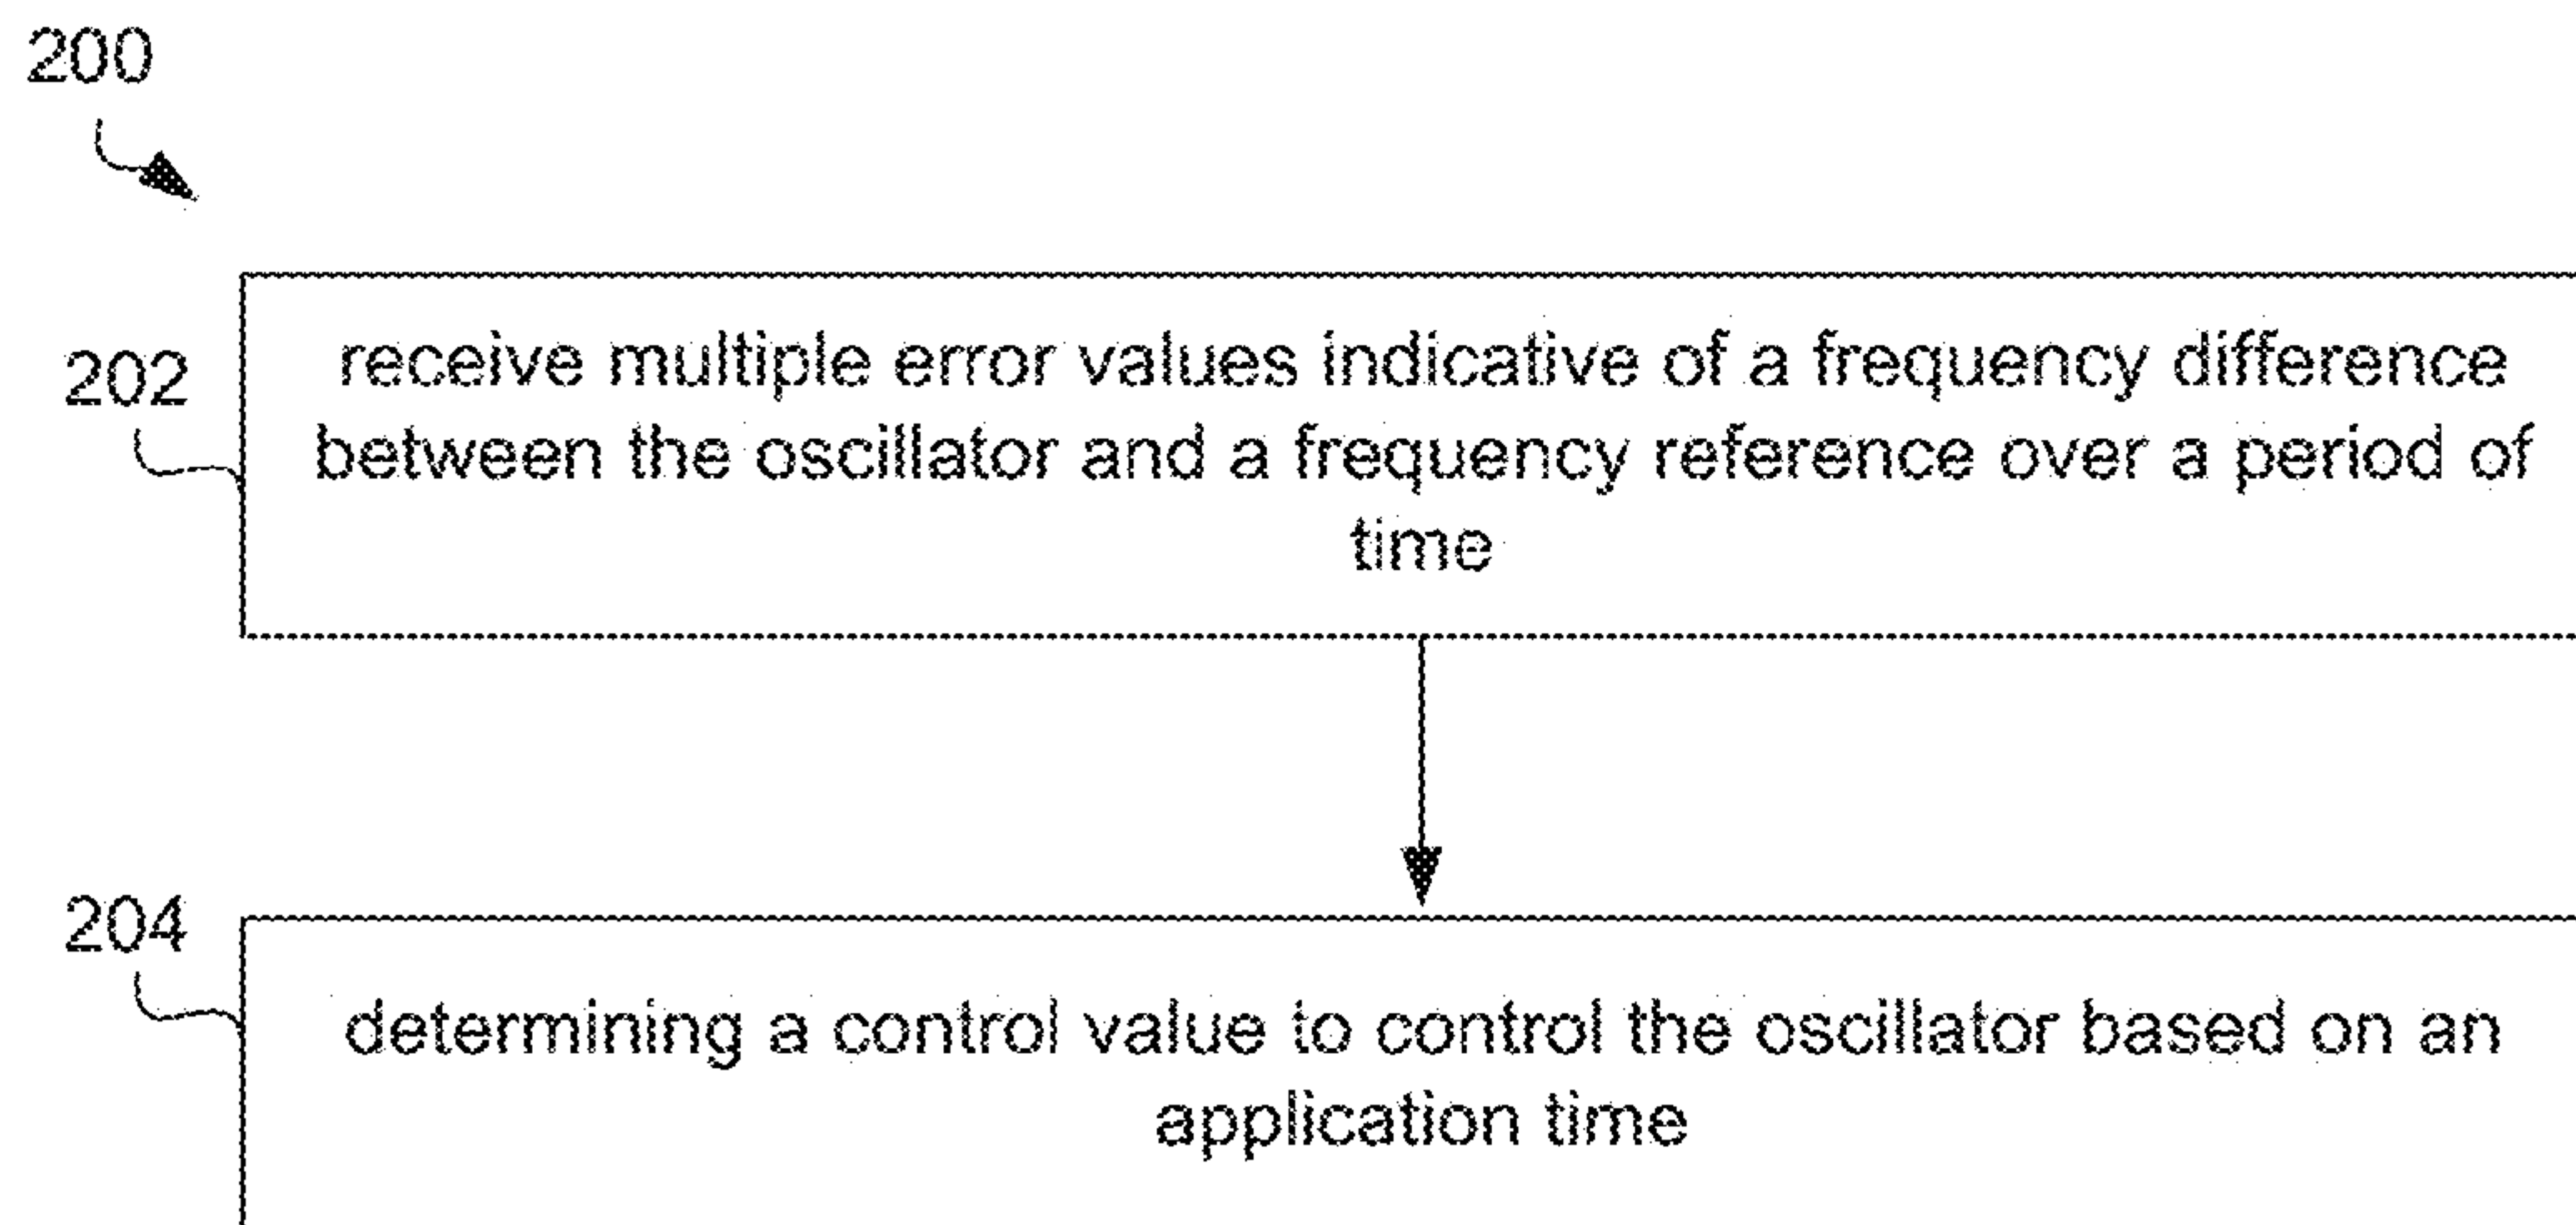 200
202
receive multiple error values indicative of a frequency difference
between the oscillator and a frequency reference over a period of
time
204
determining a control value to control the oscillator based on an
application time